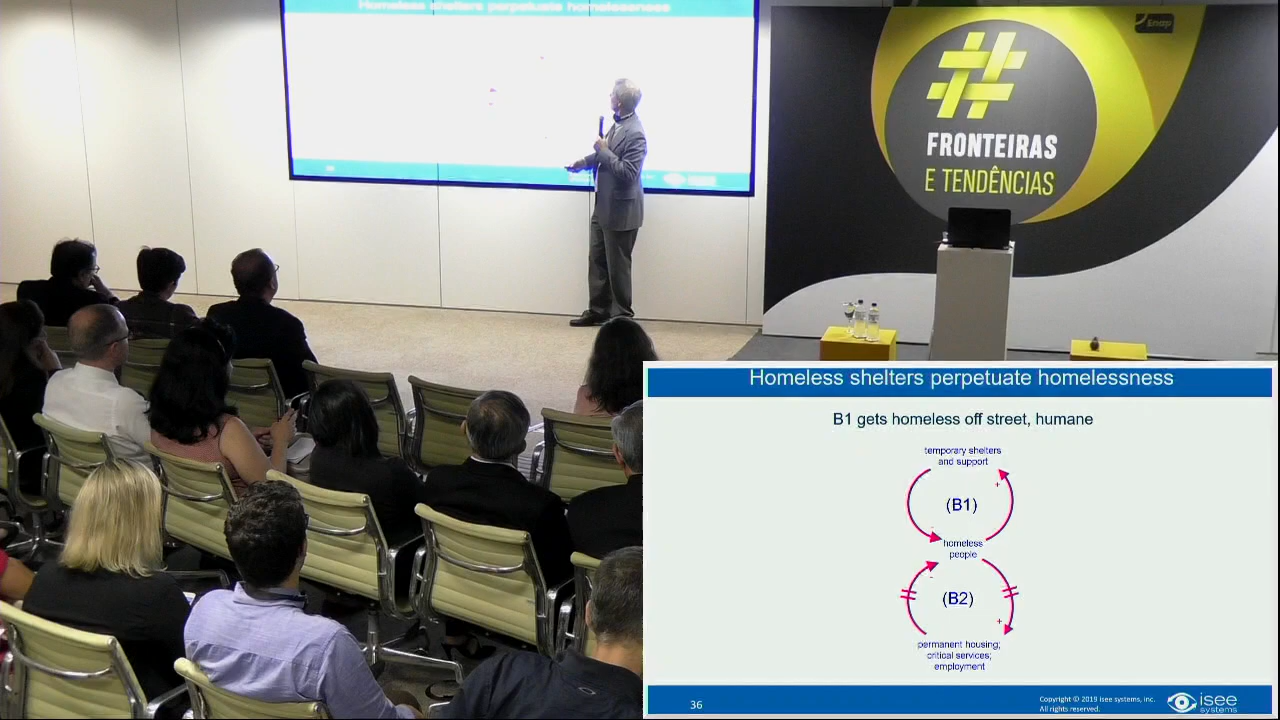 Homeless shelters perpetuate homelessness
Enap
#
FRONTEIRAS
E TENDÊNCIAS
Homeless shelters perpetuate homelessness
B1 gets homeless off street, humane
temporary shelters
and support
-
+
(B1)
-
homeless
people
-
(B2)
+
permanent housing;
critical services;
employment
36
Copyright © 2019 isee systems, inc.
All rights reserved.
isee
systems